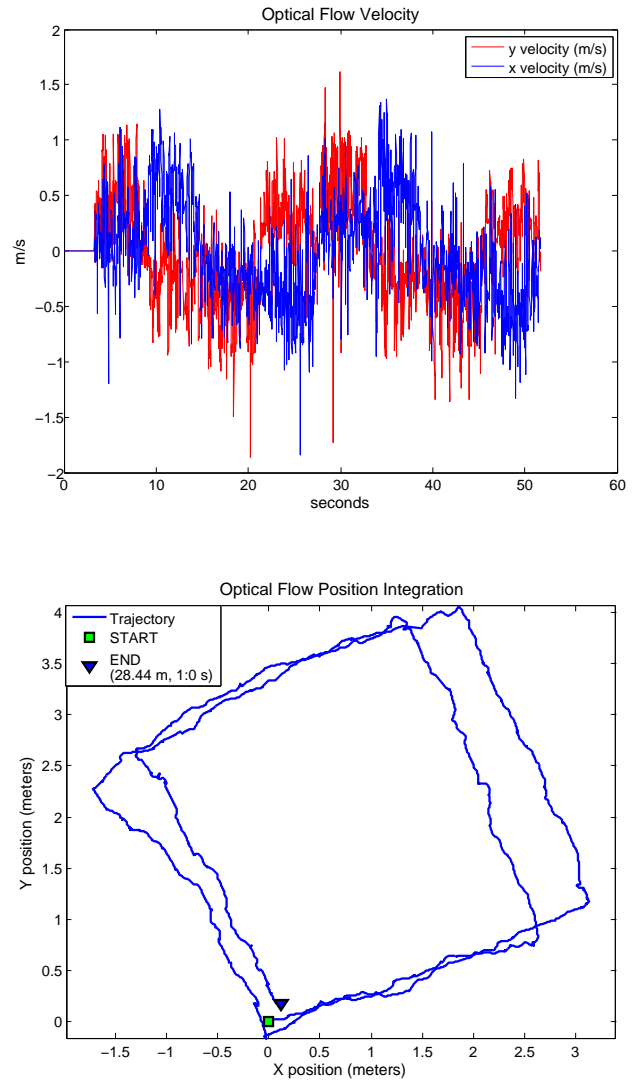 Optical Flow Velocity
2
1.5
1
0.5
0
−0.5
−1
−1.5
−2
m/s
y velocity (m/s)
x velocity (m/s)
0 10 20 30 40 50 60
seconds
Optical Flow Position Integration
4
3.5
3
2.5
2
1.5
1
0.5
0
Y position (meters)
Trajectory
START
END
(28.44 m, 1:0 s)
−1.5 −1 −0.5 0 0.5 1 1.5 2 2.5 3
X position (meters)